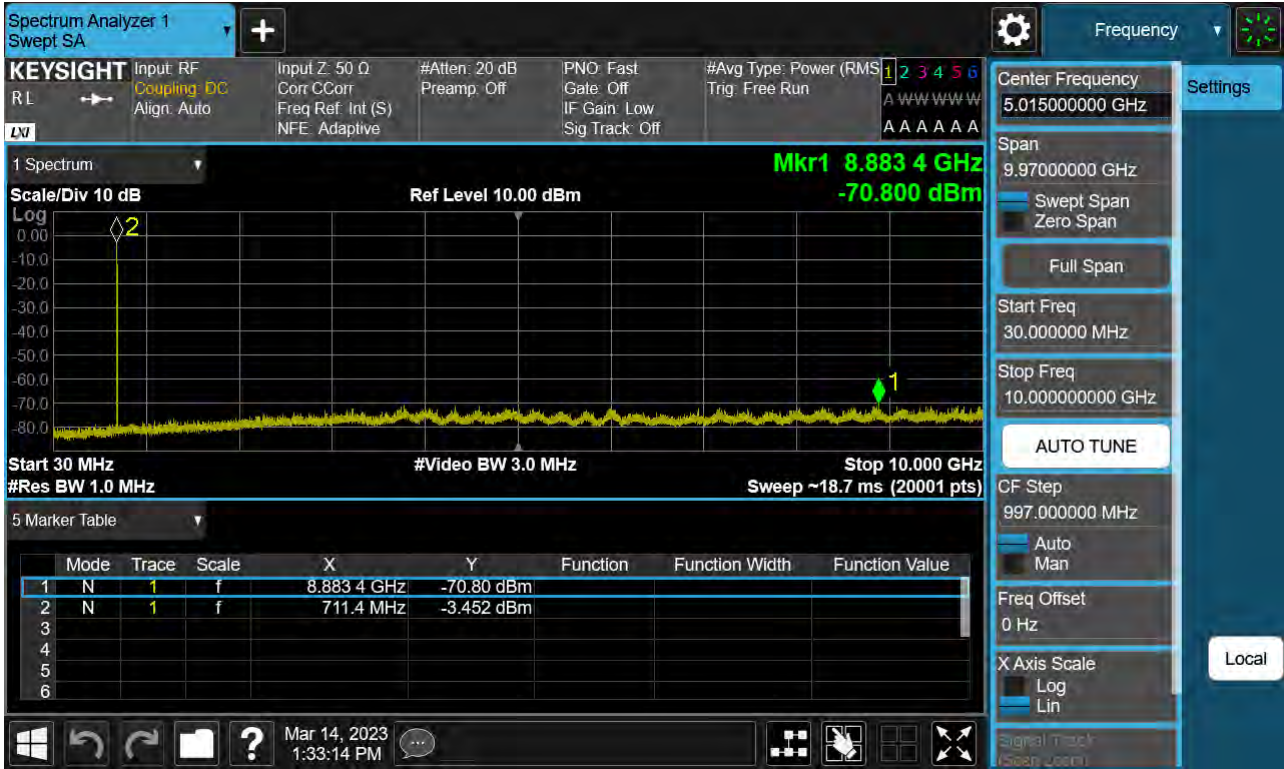 Spectrum Analyzer 1
Swept SA
+
Frequency
KEYSIGHT
RL
LXI
Input: RF
Coupling: DC
Align: Auto
Input Z: 50 Ω
Corr CCorr
Freq Ref: Int (S)
NFE: Adaptive
#Atten: 20 dB
Preamp: Off
PNO: Fast
Gate: Off
IF Gain: Low
Sig Track: Off
#Avg Type: Power (RMS
Trig: Free Run
1 2 3 4 5 6
A W W W W W
A A A A A A
1 Spectrum
Scale/Div 10 dB
Ref Level 10.00 dBm
Mkr1 8.883 4 GHz
-70.800 dBm
Log
0.00
-10.0
-20.0
-30.0
-40.0
-50.0
-60.0
-70.0
-80.0
2
1
Start 30 MHz
#Video BW 3.0 MHz
Stop 10.000 GHz
#Res BW 1.0 MHz
Sweep ~18.7 ms (20001 pts)
5 Marker Table
Mode Trace Scale X Y Function Function Width Function Value
1 N 1 f 8.883 4 GHz -70.80 dBm
2 N 1 f 711.4 MHz -3.452 dBm
3
4
5
6
?
Mar 14, 2023
1:33:14 PM
Center Frequency
5.015000000 GHz
Settings
Span
9.97000000 GHz
Swept Span
Zero Span
Full Span
Start Freq
30.000000 MHz
Stop Freq
10.000000000 GHz
AUTO TUNE
CF Step
997.000000 MHz
Auto
Man
Freq Offset
0 Hz
X Axis Scale
Log
Lin
Local
Signal Track
(Span Zoom)